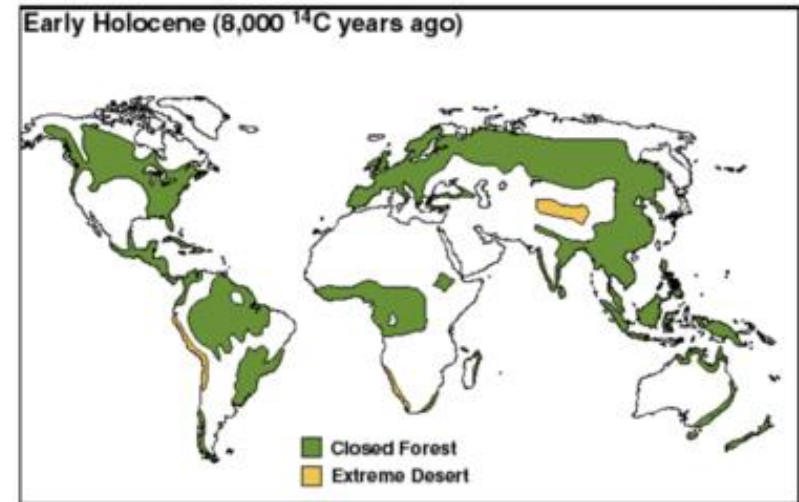 Early Holocene (8,000 ¹⁴C years ago)
Closed Forest
Extreme Desert